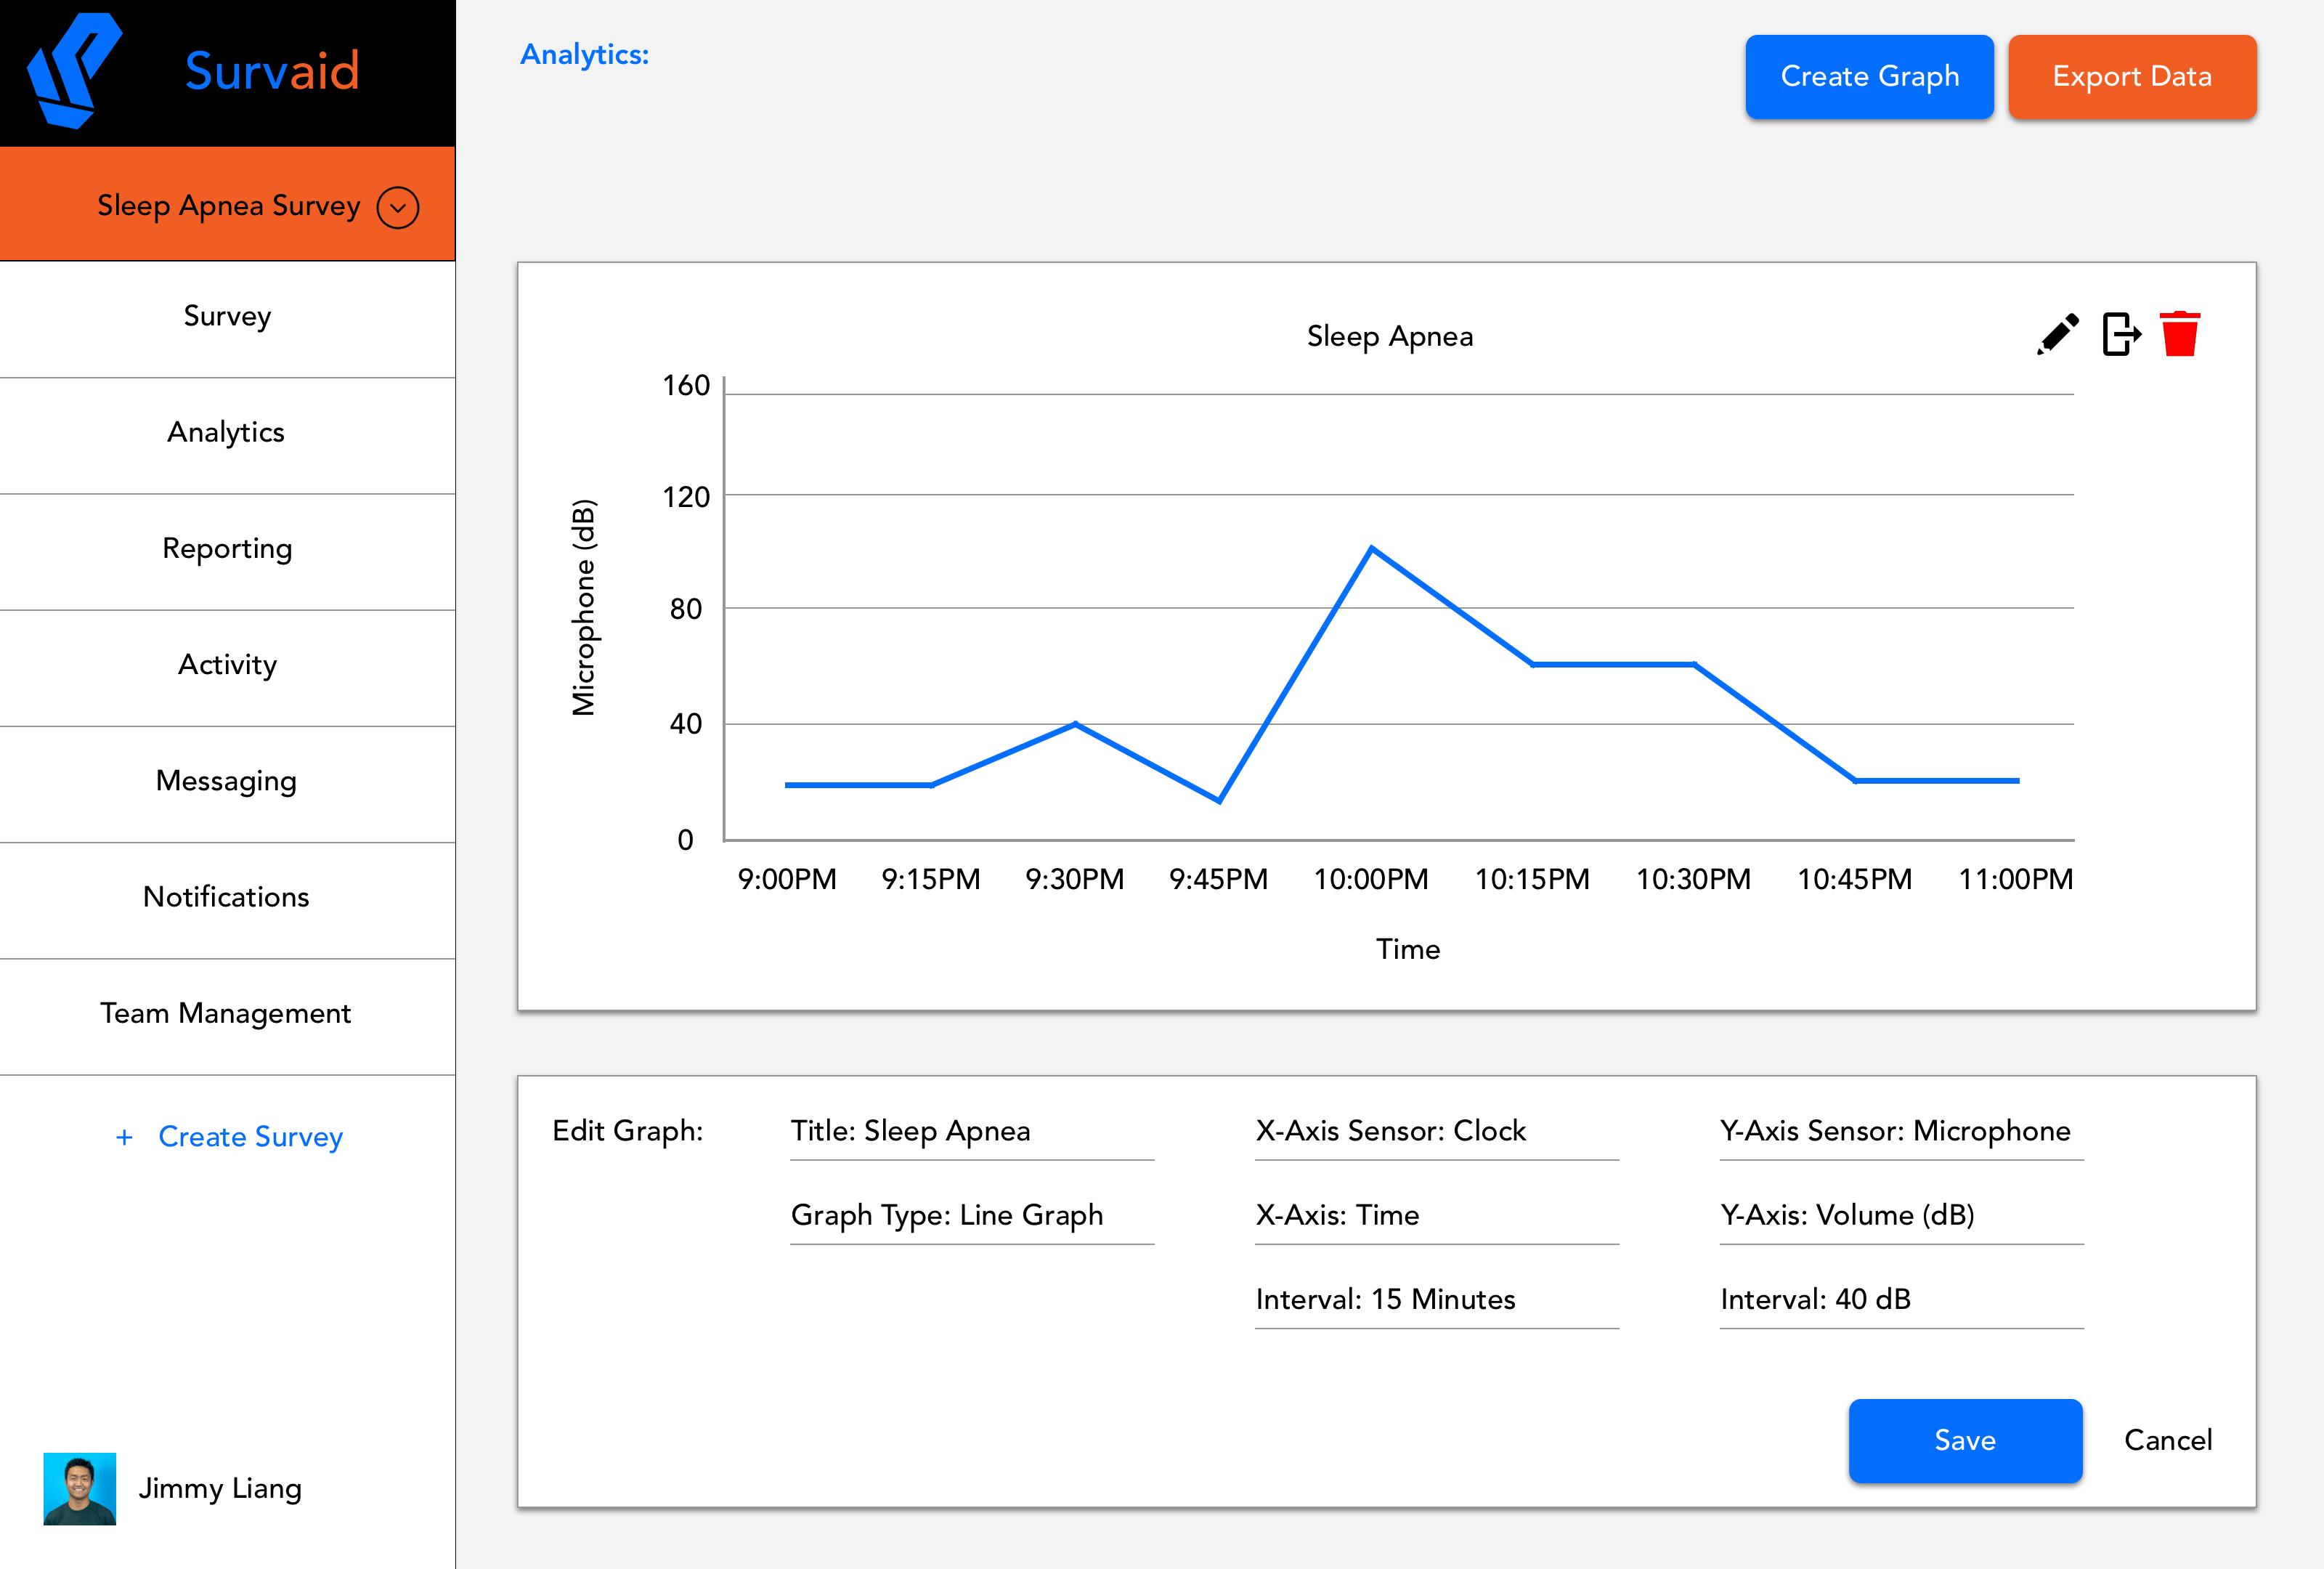 Survaid
Sleep Apnea Survey
Survey
Analytics
Reporting
Activity
Messaging
Notifications
Team Management
+ Create Survey
Jimmy Liang
Analytics:
Create Graph
Export Data
Sleep Apnea
Microphone (dB)
160
120
80
40
0
9:00PM 9:15PM 9:30PM 9:45PM 10:00PM 10:15PM 10:30PM 10:45PM 11:00PM
Time
Edit Graph:
Title: Sleep Apnea
Graph Type: Line Graph
X-Axis Sensor: Clock
X-Axis: Time
Interval: 15 Minutes
Y-Axis Sensor: Microphone
Y-Axis: Volume (dB)
Interval: 40 dB
Save
Cancel